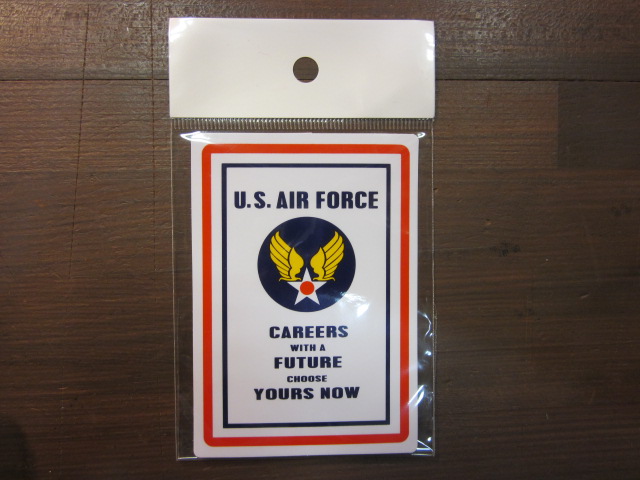 U.S. AIR FORCE
CAREERS
WITH A
FUTURE
CHOOSE
YOURS NOW